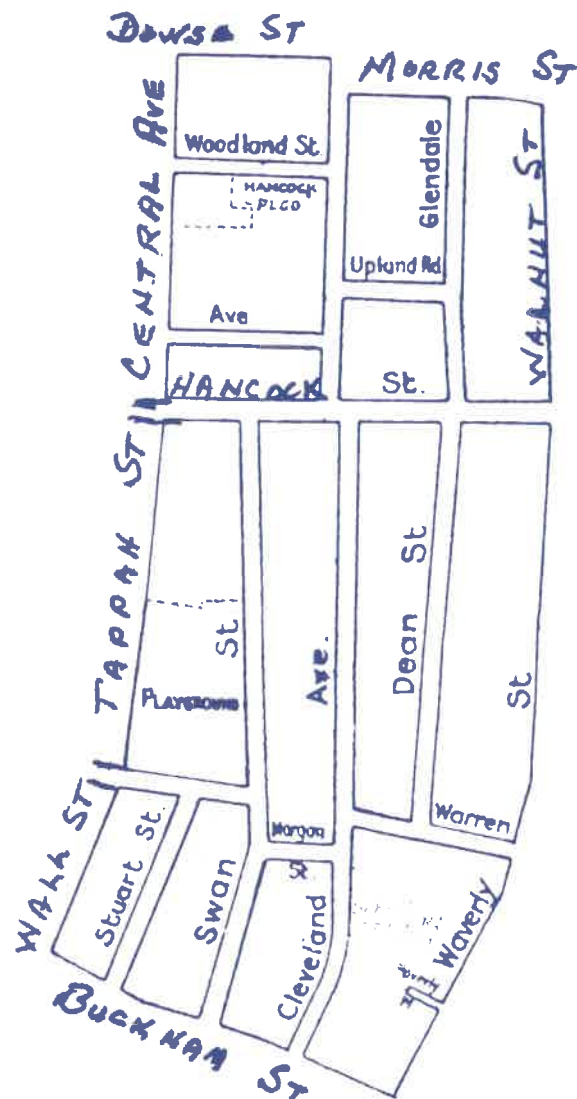 Dowse ST
MORRIS ST
CENTRAL AVE
Woodland St.
HANCOCK
PLGD
Glendale
Upland Rd.
WALNUT ST
Ave
HANCOCK St.
TAPPAN ST
St
PLAYGROUND
Ave.
Dean St
St
Morgan
St.
Warren
WALL ST
Stuart St.
Swan
Cleveland
Waverly
BUCKNAM ST